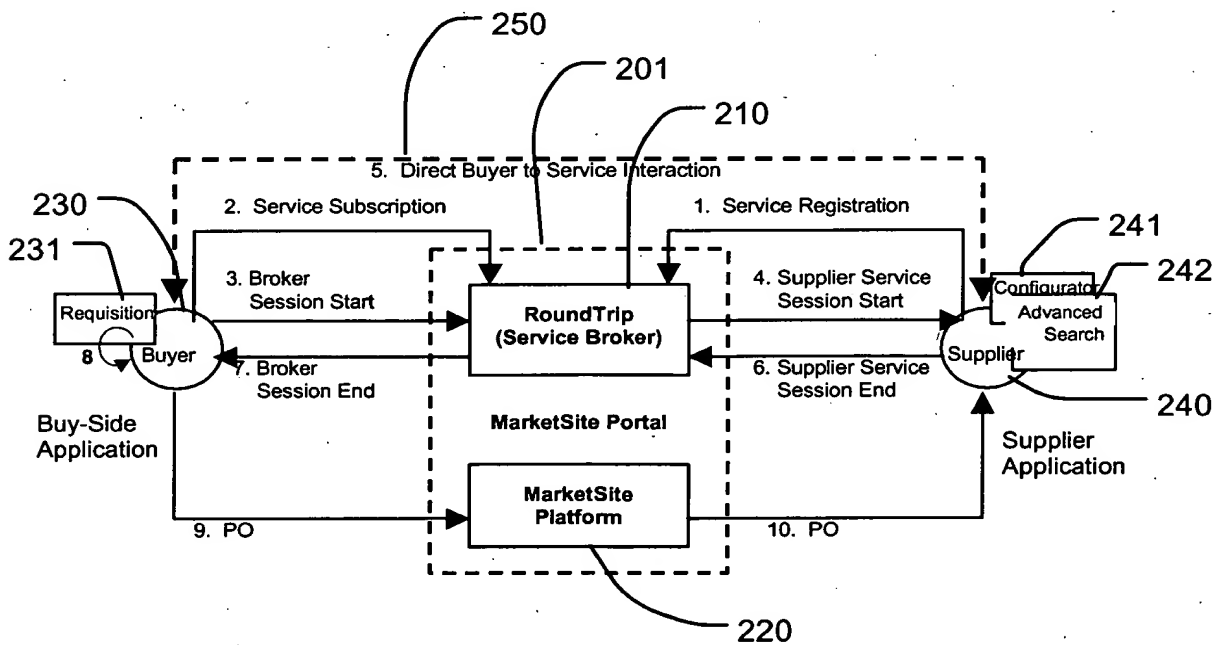 250
201
210
5. Direct Buyer to Service Interaction
230
2. Service Subscription
1. Service Registration
241
231
242
3. Broker
Session Start
4. Supplier Service
Session Start
Configurator
Requisition
RoundTrip
(Service Broker)
Advanced
Search
8
Buyer
Supplier
7. Broker
Session End
6. Supplier Service
Session End
240
Buy-Side
Application
MarketSite Portal
Supplier
Application
MarketSite
Platform
9. PO
10. PO
220